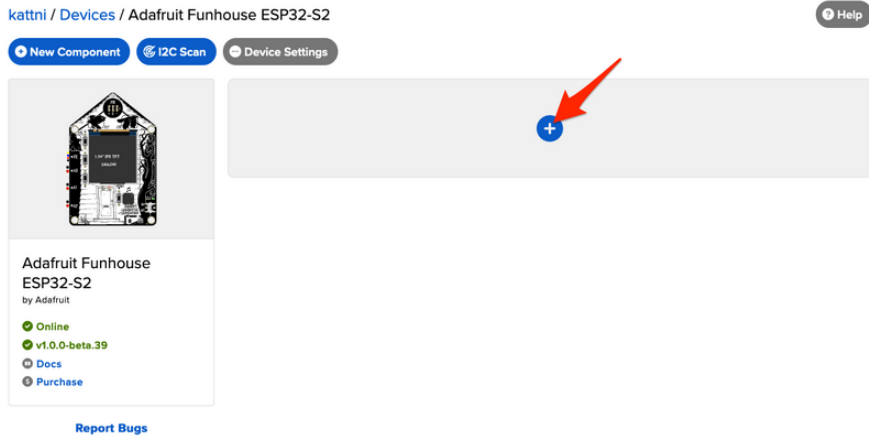 kattni / Devices / Adafruit Funhouse ESP32-S2
Help
New Component
I2C Scan
Device Settings
Adafruit Funhouse
ESP32-S2
by Adafruit
Online
v1.0.0-beta.39
Docs
Purchase
Report Bugs